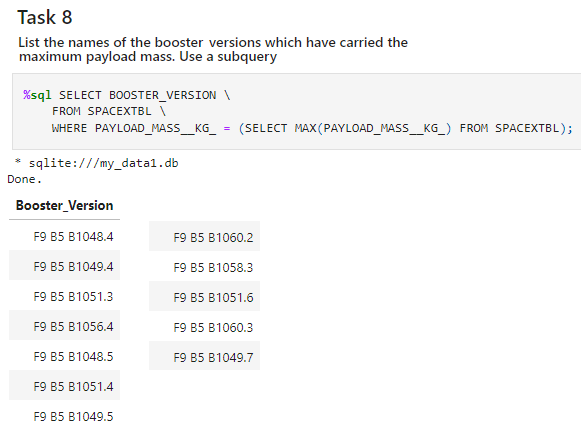 Task 8
List the names of the booster versions which have carried the
maximum payload mass. Use a subquery
%sql SELECT BOOSTER_VERSION \
FROM SPACEXTBL \
WHERE PAYLOAD_MASS__KG_ = (SELECT MAX(PAYLOAD_MASS__KG_) FROM SPACEXTBL);
* sqlite:///my_data1.db
Done.
Booster_Version
F9 B5 B1048.4
F9 B5 B1049.4
F9 B5 B1051.3
F9 B5 B1056.4
F9 B5 B1048.5
F9 B5 B1051.4
F9 B5 B1049.5
F9 B5 B1060.2
F9 B5 B1058.3
F9 B5 B1051.6
F9 B5 B1060.3
F9 B5 B1049.7